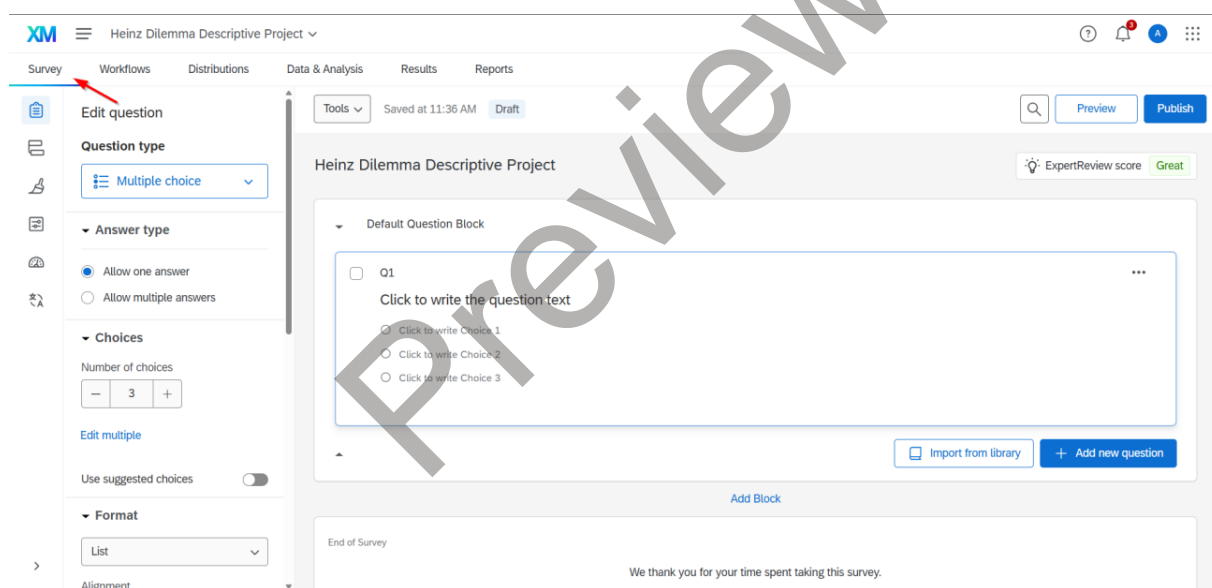 XM Heinz Dilemma Descriptive Project ? 3 A
Survey Workflows Distributions Data & Analysis Results Reports
Edit question
Tools Saved at 11:36 AM Draft Preview Publish
Question type
Multiple choice
Heinz Dilemma Descriptive Project ExpertReview score Great
Answer type
Allow one answer
Allow multiple answers
Choices
Number of choices
− 3 +
Edit multiple
Use suggested choices
Format
List
Alignment
Default Question Block
Q1
Click to write the question text
Click to write Choice 1
Click to write Choice 2
Click to write Choice 3
Import from library + Add new question
Add Block
End of Survey
We thank you for your time spent taking this survey.
Preview